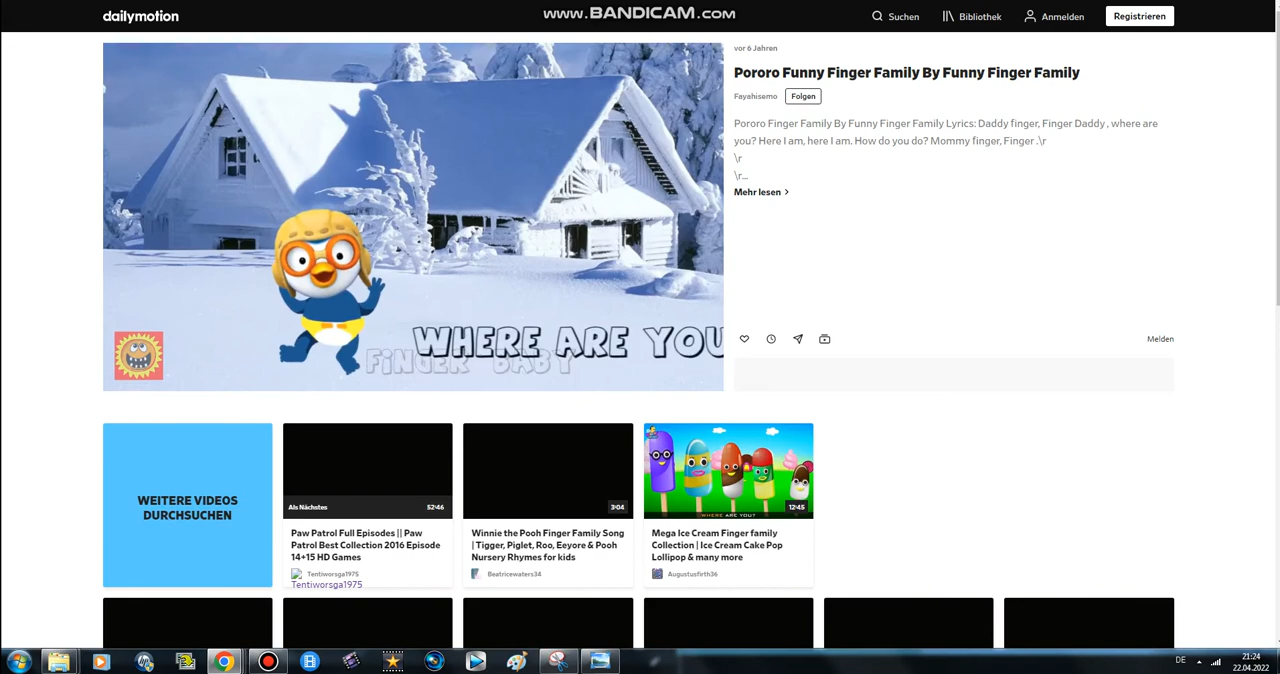 dailymotion
WWW.BANDICAM.COM
Suchen
Bibliothek
Anmelden
Registrieren
vor 6 Jahren
Pororo Funny Finger Family By Funny Finger Family
Fayahisemo
Folgen
Pororo Finger Family By Funny Finger Family Lyrics: Daddy finger, Finger Daddy , where are
you? Here I am, here I am. How do you do? Mommy finger, Finger .\r
\r
\r...
Mehr lesen
WHERE ARE YOU
FINGER BABY
Melden
WEITERE VIDEOS
DURCHSUCHEN
Als Nächstes
52:46
Paw Patrol Full Episodes || Paw
Patrol Best Collection 2016 Episode
14+15 HD Games
Tentiworsga1975
Tentiworsga1975
3:04
Winnie the Pooh Finger Family Song
| Tigger, Piglet, Roo, Eeyore & Pooh
Nursery Rhymes for kids
Beatricewaters34
WHERE ARE YOU?
12:45
Mega Ice Cream Finger family
Collection | Ice Cream Cake Pop
Lollipop & many more
Augustusfirth36
DE
21:24
22.04.2022